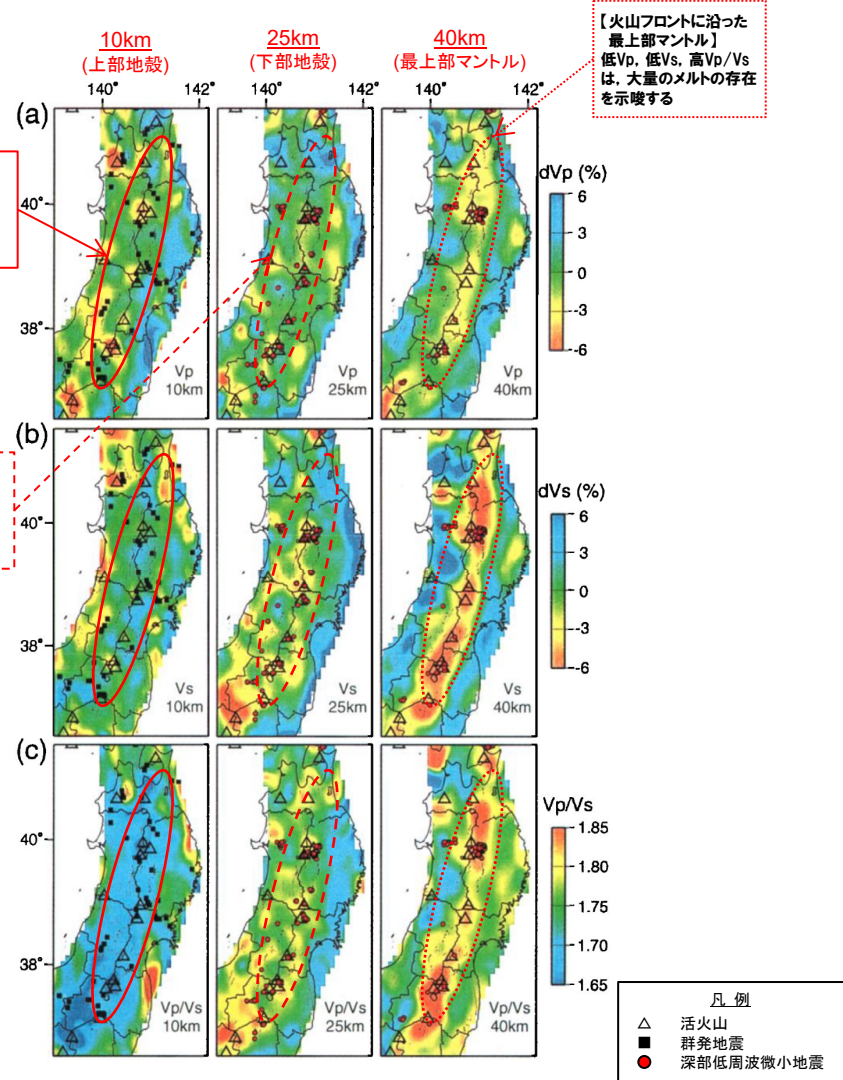 【火山フロントに沿った
最上部マントル】
低Vp, 低Vs, 高Vp/Vs
は, 大量のメルトの存在
を示唆する
10km
(上部地殻)
25km
(下部地殻)
40km
(最上部マントル)
140° 142° 140° 140° 142°
(a)
40°
38°
Vp
10km
Vp
25km
Vp
40km
dVp (%)
6
3
0
-3
-6
(b)
40°
38°
Vs
10km
Vs
25km
Vs
40km
dVs (%)
6
3
0
-3
-6
(c)
40°
38°
Vp/Vs
10km
Vp/Vs
25km
Vp/Vs
40km
Vp/Vs
1.85
1.80
1.75
1.70
1.65
凡 例
△ 活火山
■ 群発地震
● 深部低周波微小地震